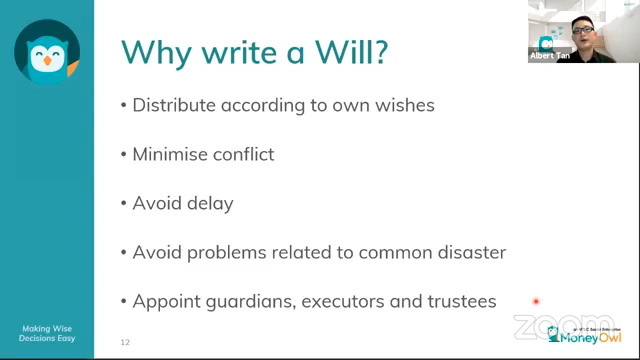 Why write a Will?
• Distribute according to own wishes
• Minimise conflict
• Avoid delay
• Avoid problems related to common disaster
• Appoint guardians, executors and trustees
Albert Tan
Making Wise
Decisions Easy
12
zoom
MoneyOwl